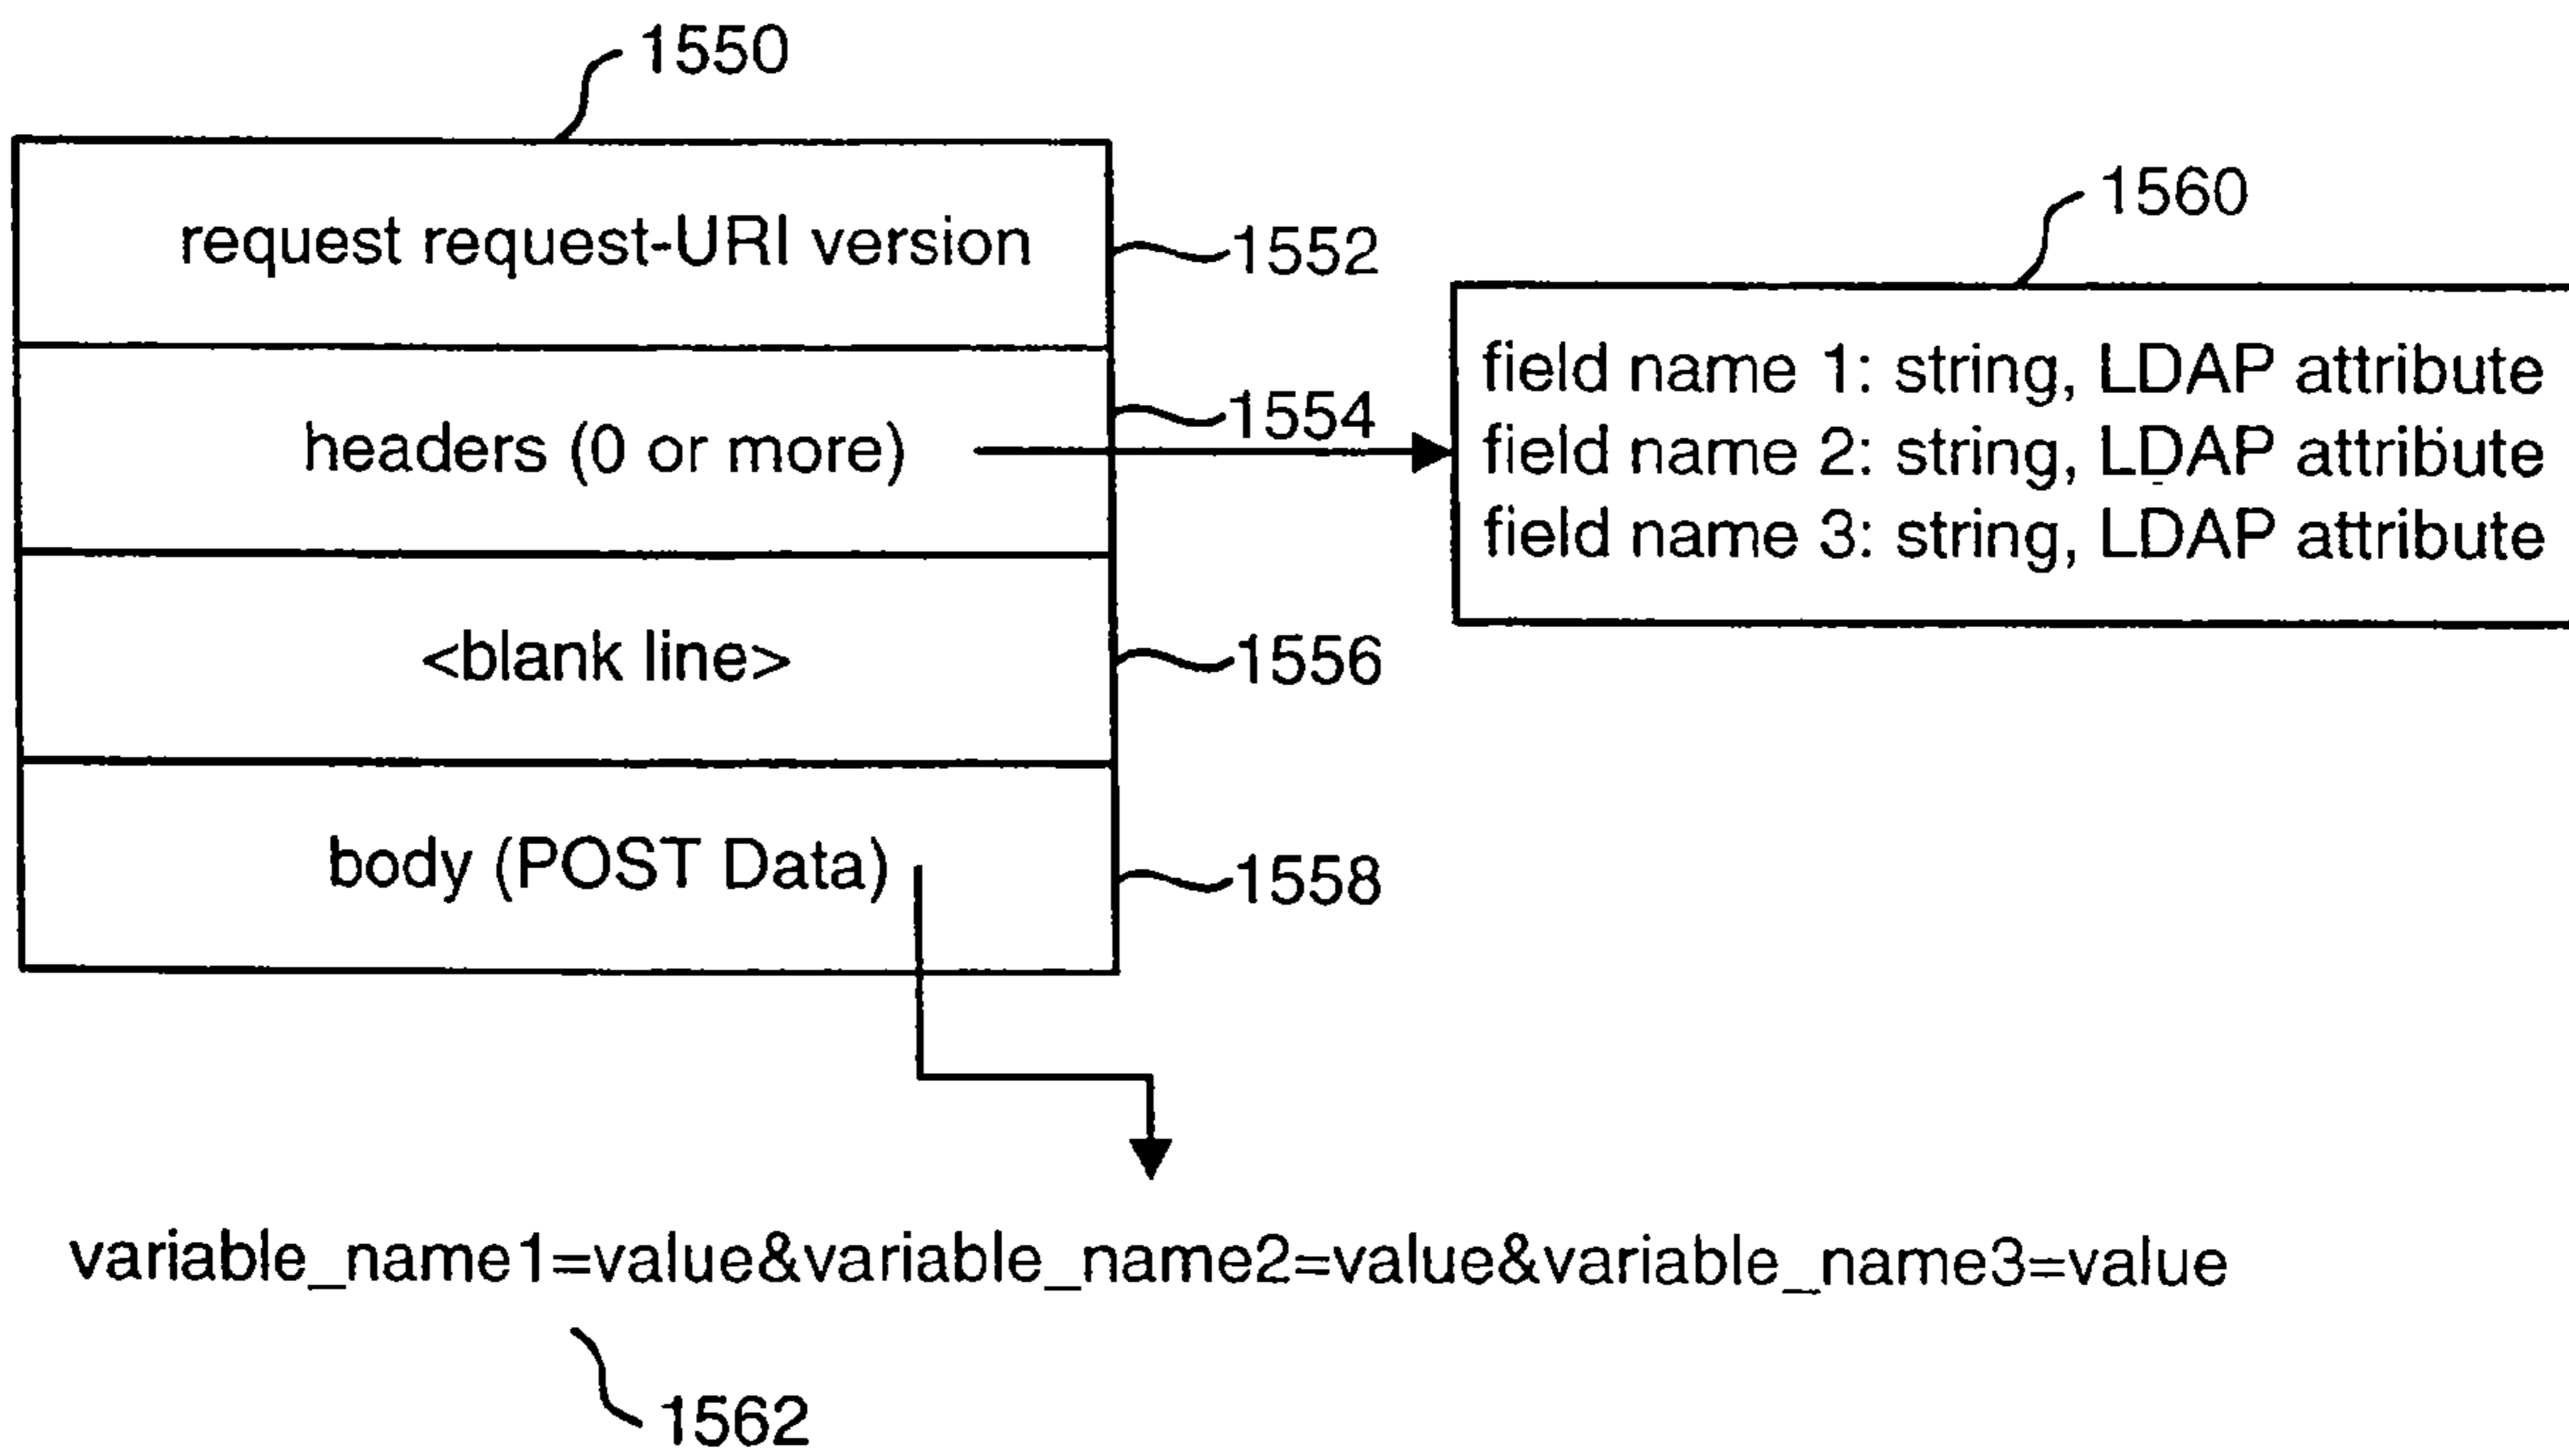 1550
request request-URI version
1552
1560
headers (0 or more)
1554
field name 1: string, LDAP attribute
field name 2: string, LDAP attribute
field name 3: string, LDAP attribute
<blank line>
1556
body (POST Data)
1558
variable_name1=value&variable_name2=value&variable_name3=value
1562